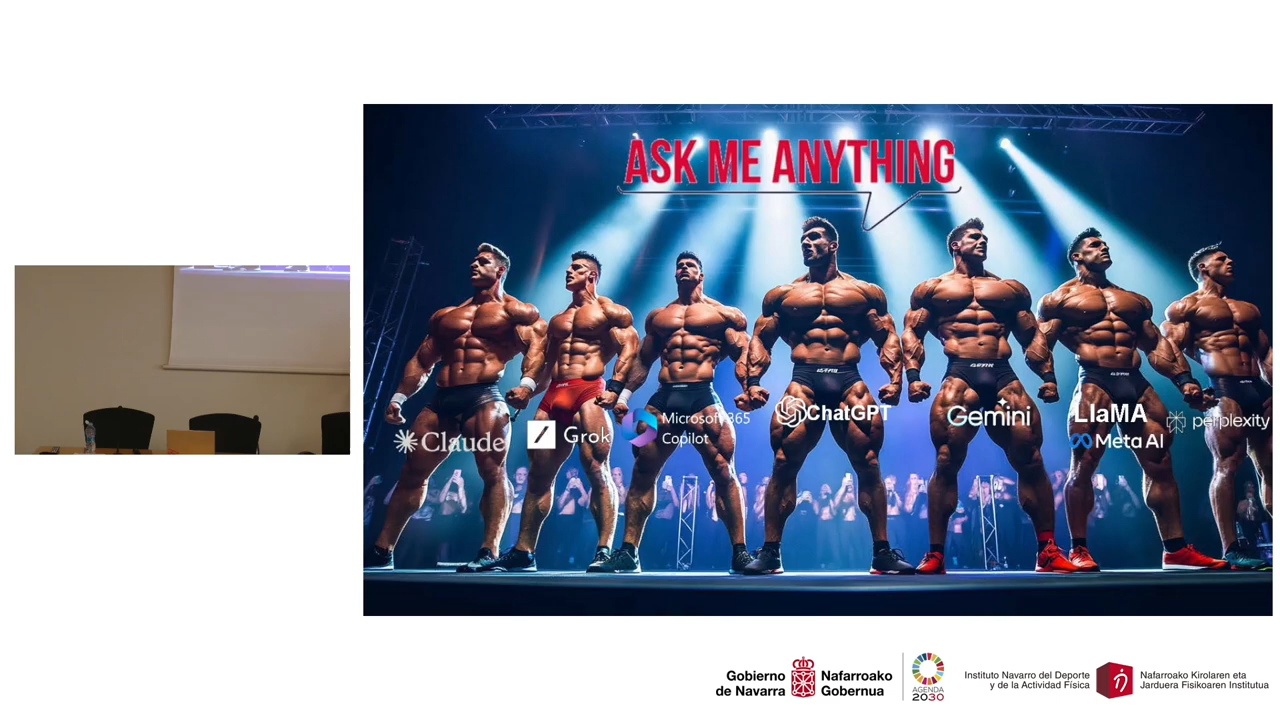 ASK ME ANYTHING
Claude
Grok
Microsoft 365
Copilot
ChatGPT
Gemini
LlaMA
Meta AI
perplexity
Gobierno
de Navarra
Nafarroako
Gobernua
AGENDA
2030
Instituto Navarro del Deporte
y de la Actividad Física
Nafarroako Kirolaren eta
Jarduera Fisikoaren Institutua